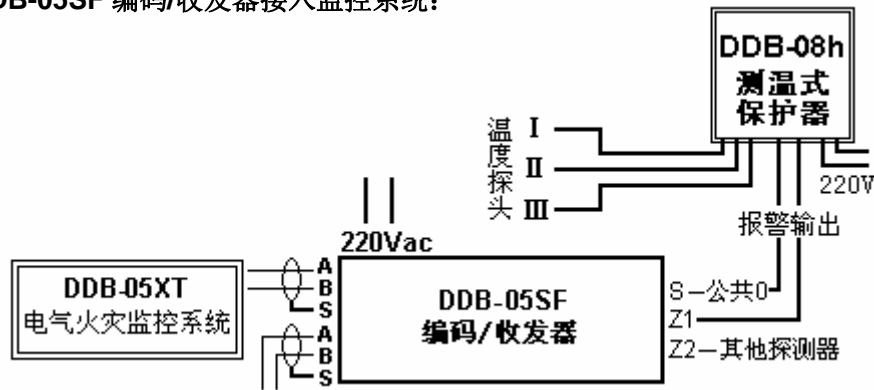 DB-05SF 编码/收发器接入监控系统:
DDB-08h
测温式
保护器
温度探头
I
II
III
220V
报警输出
220Vac
DDB-05XT
电气火灾监控系统
A
B
S
A
B
S
DDB-05SF
编码/收发器
S—公共0
Z1
Z2—其他探测器